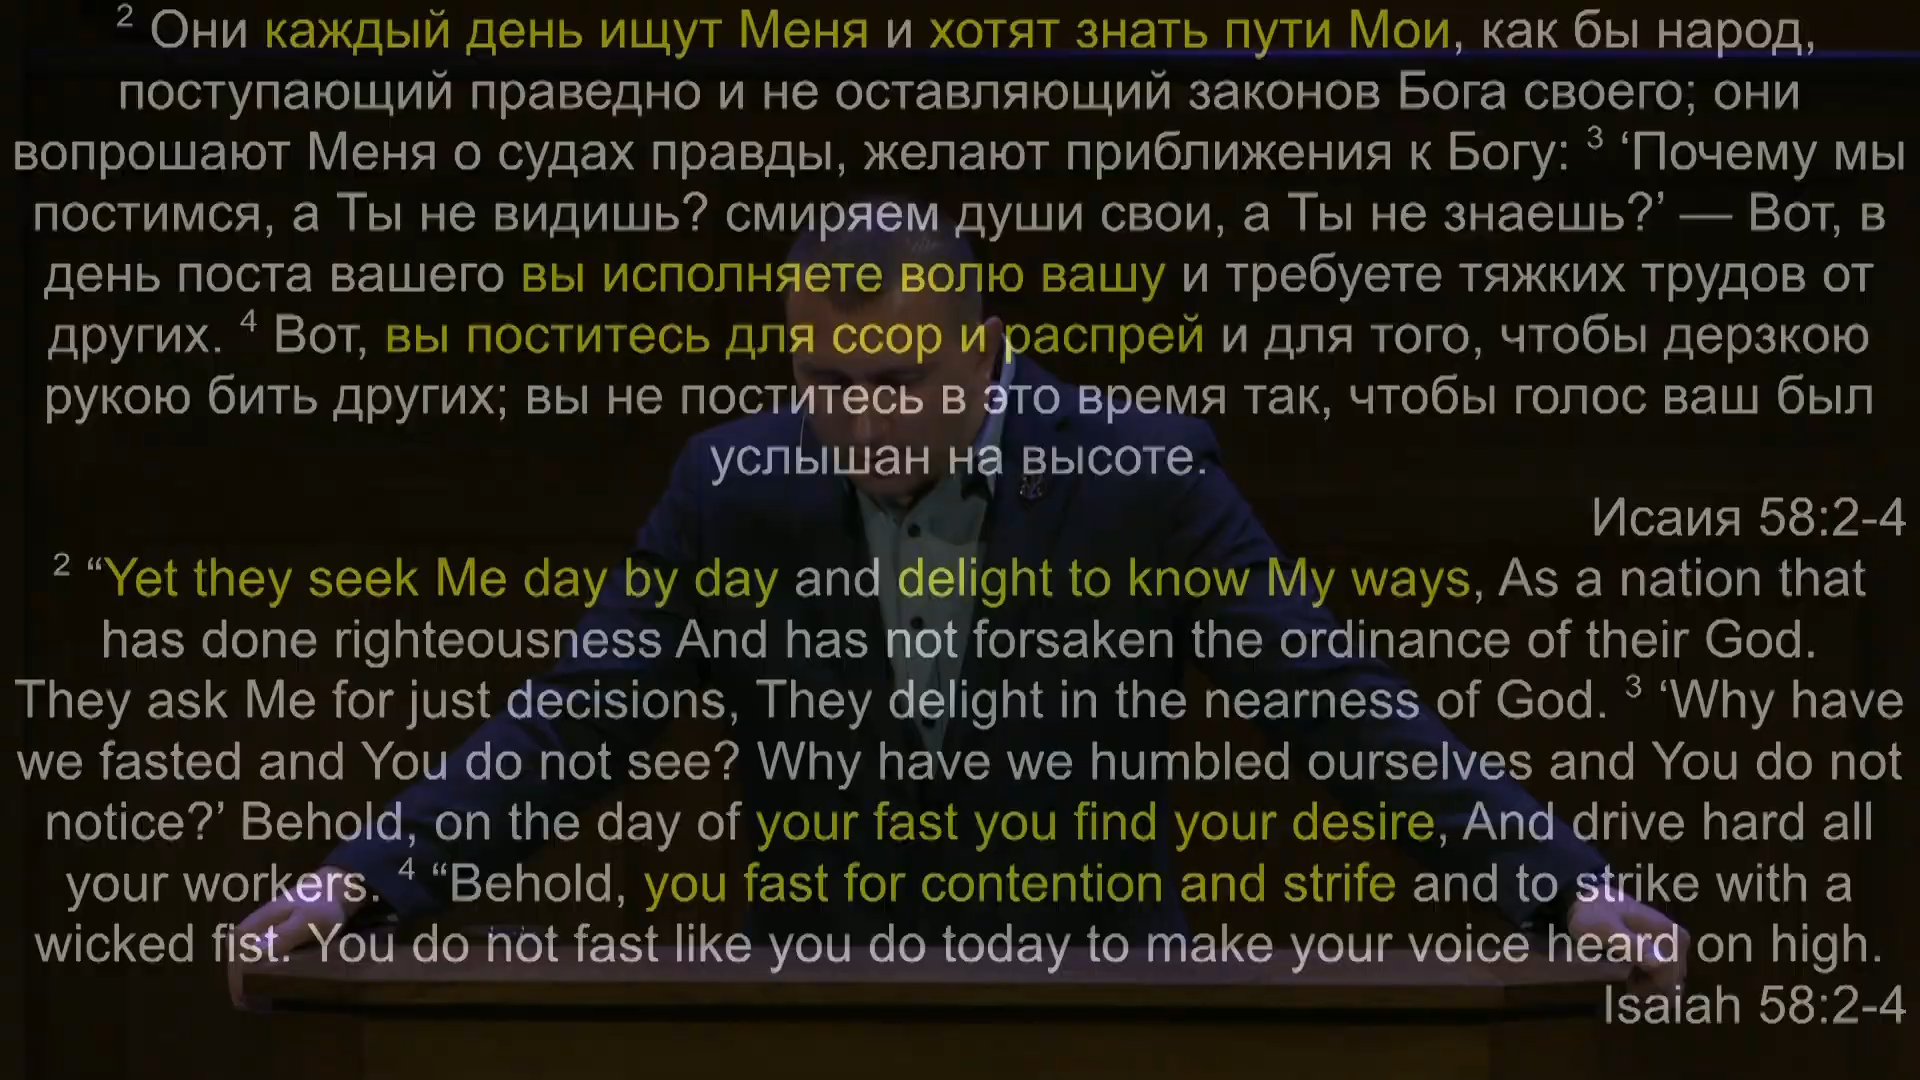 ² Они каждый день ищут Меня и хотят знать пути Мои, как бы народ,
поступающий праведно и не оставляющий законов Бога своего; они
вопрошают Меня о судах правды, желают приближения к Богу: ³ ‘Почему мы
постимся, а Ты не видишь? смиряем души свои, а Ты не знаешь?’ — Вот, в
день поста вашего вы исполняете волю вашу и требуете тяжких трудов от
других. ⁴ Вот, вы поститесь для ссор и распрей и для того, чтобы дерзкою
рукою бить других; вы не поститесь в это время так, чтобы голос ваш был
услышан на высоте.
Исаия 58:2-4
² “Yet they seek Me day by day and delight to know My ways, As a nation that
has done righteousness And has not forsaken the ordinance of their God.
They ask Me for just decisions, They delight in the nearness of God. ³ ‘Why have
we fasted and You do not see? Why have we humbled ourselves and You do not
notice?’ Behold, on the day of your fast you find your desire, And drive hard all
your workers. ⁴ “Behold, you fast for contention and strife and to strike with a
wicked fist. You do not fast like you do today to make your voice heard on high.
Isaiah 58:2-4